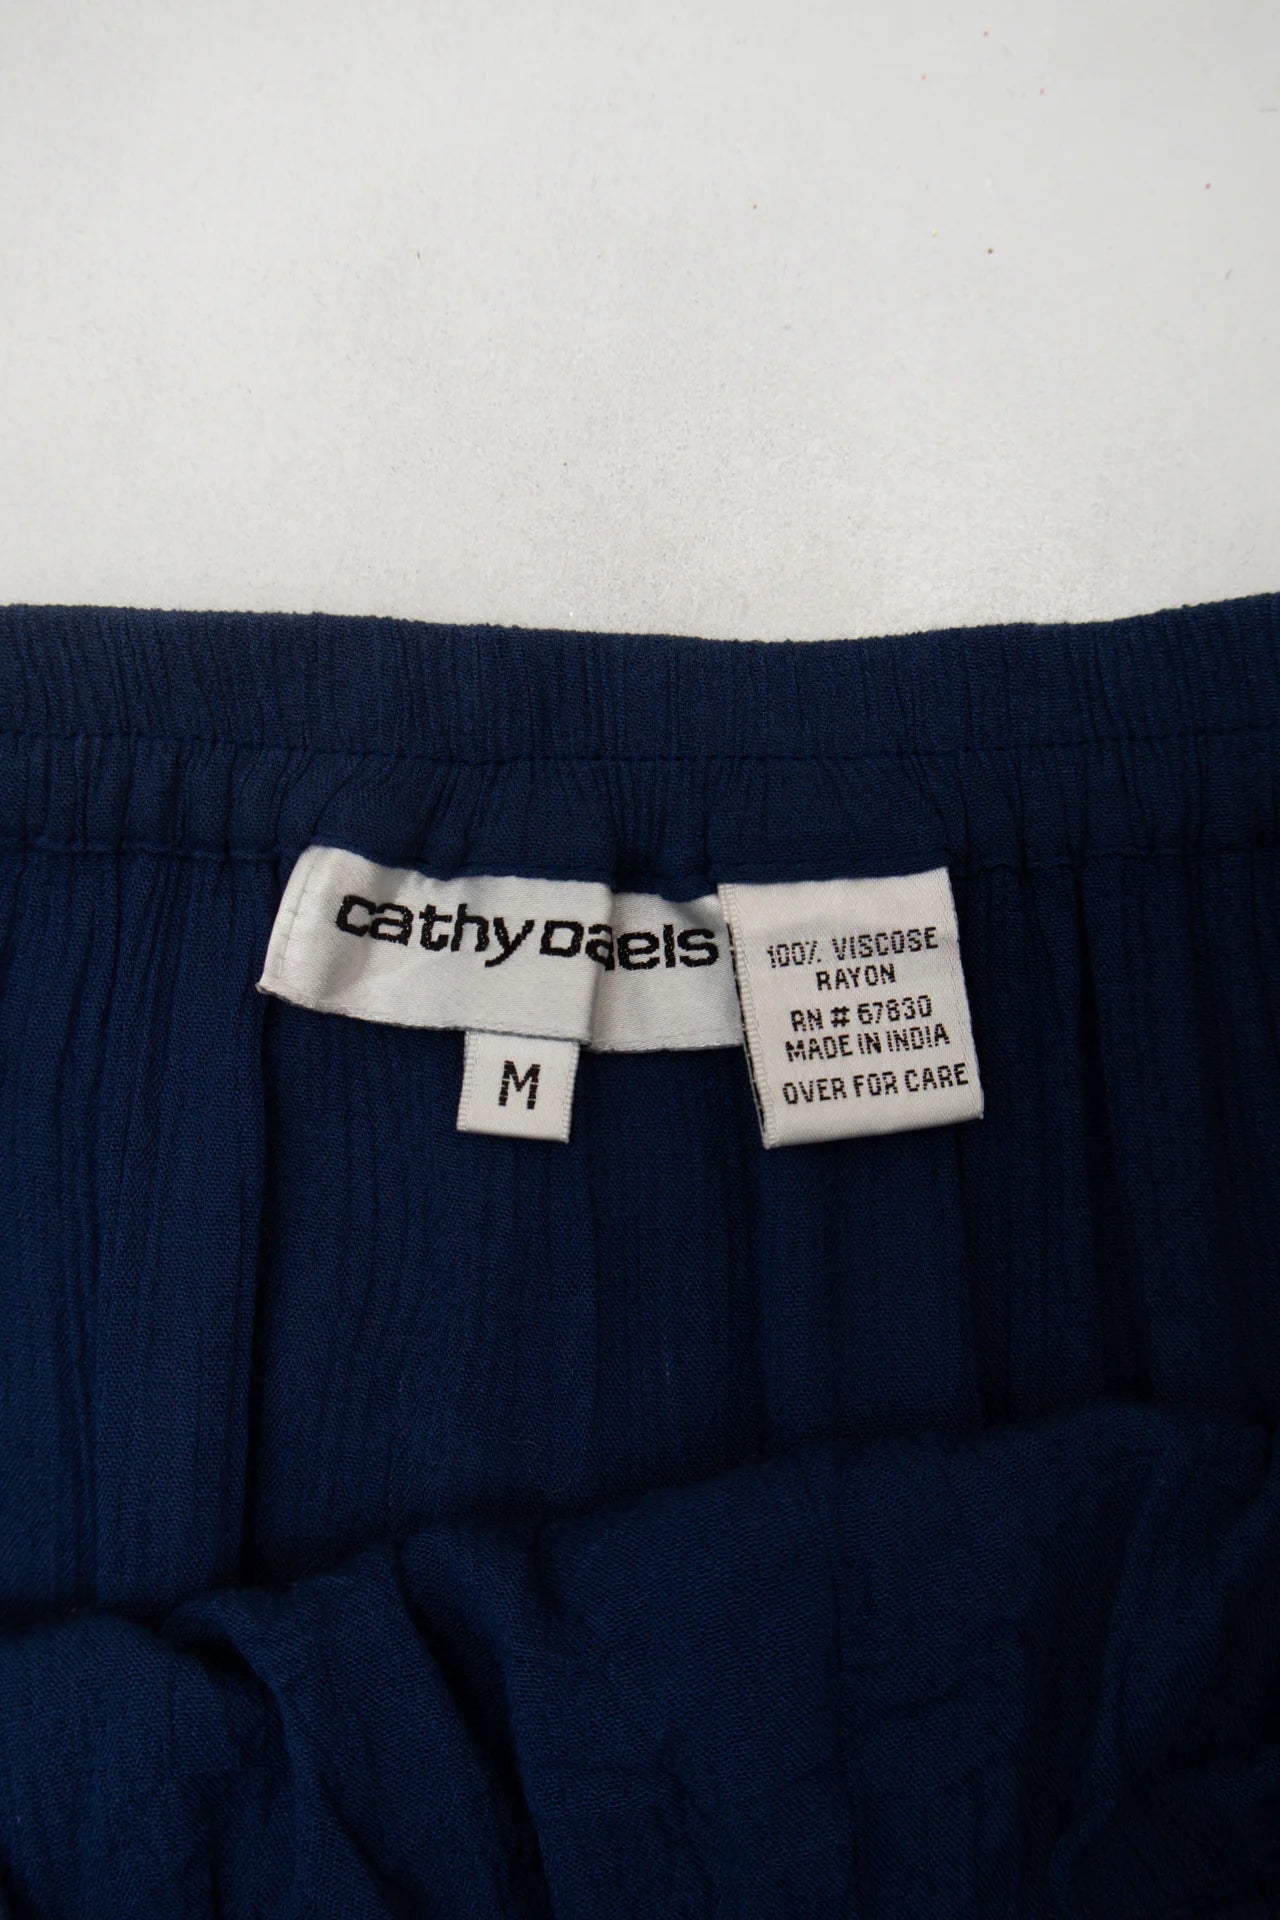 cathy daels
M
100% VISCOSE
RAYON
RN # 67830
MADE IN INDIA
OVER FOR CARE